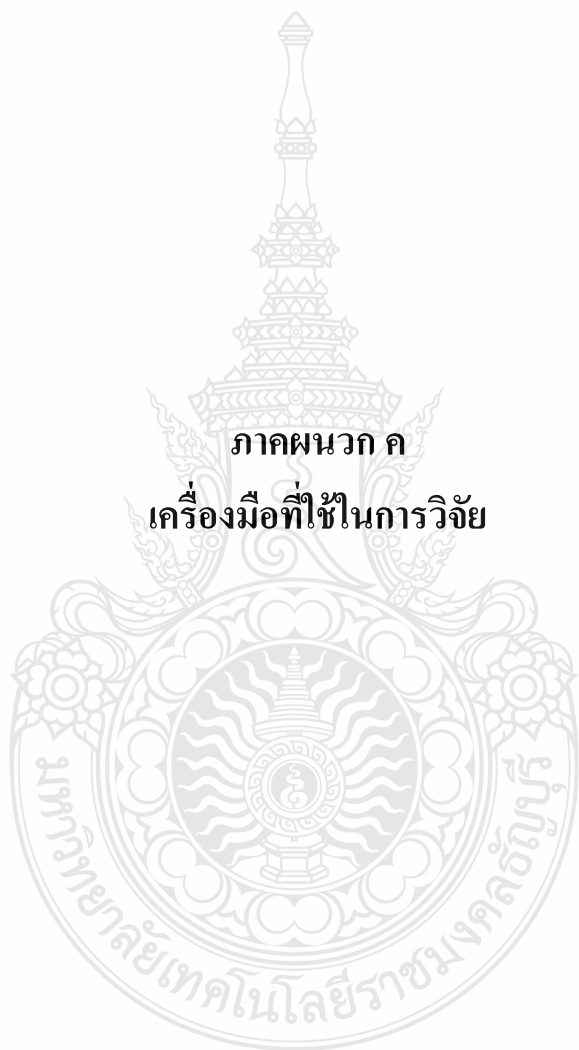 ภาคผนวก ค
เครื่องมือที่ใช้ในการวิจัย
มหาวิทยาลัยเทคโนโลยีราชมงคลธัญบุรี